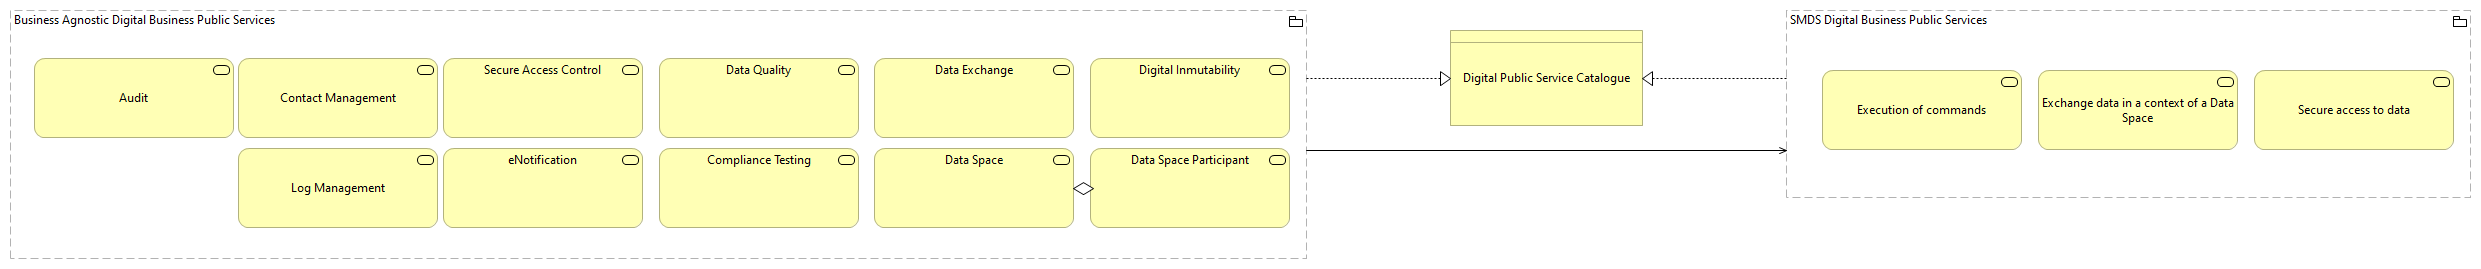 Business Agnostic Digital Business Public Services
Audit
Contact Management
Secure Access Control
Data Quality
Data Exchange
Digital Inmutability
Log Management
eNotification
Compliance Testing
Data Space
Data Space Participant
Digital Public Service Catalogue
SMDS Digital Business Public Services
Execution of commands
Exchange data in a context of a Data
Space
Secure access to data